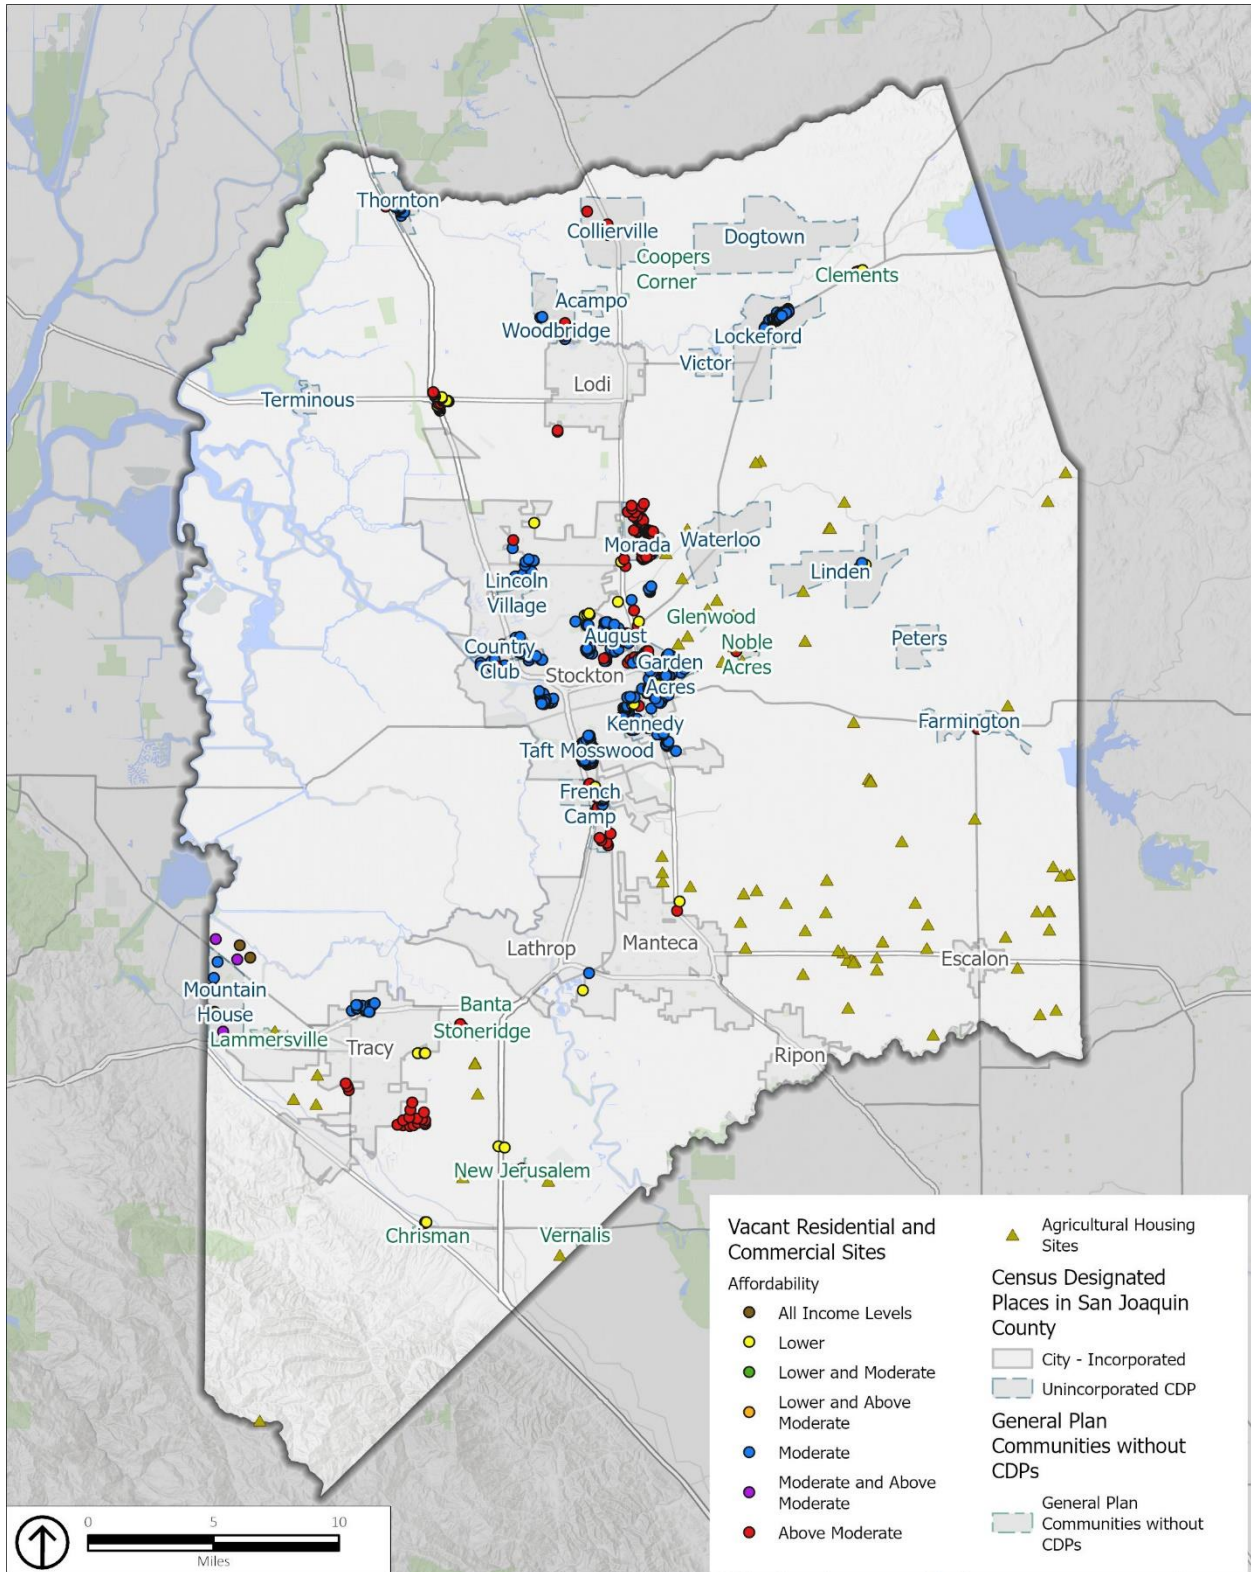 Thornton
Collierville
Dogtown
Coopers
Corner
Clements
Acampo
Woodbridge
Lockeford
Victor
Lodi
Terminous
Morada
Waterloo
Linden
Lincoln
Village
Glenwood
August
Peters
Country
Club
Noble
Acres
Garden
Acres
Stockton
Kennedy
Farmington
Taft Mosswood
French
Camp
Lathrop
Manteca
Escalon
Mountain
House
Banta
Stoneridge
Lammersville
Tracy
Ripon
New Jerusalem
Chrisman
Vernalis
Vacant Residential and
Commercial Sites
Affordability
All Income Levels
Lower
Lower and Moderate
Lower and Above
Moderate
Moderate
Moderate and Above
Moderate
Above Moderate
Agricultural Housing
Sites
Census Designated
Places in San Joaquin
County
City - Incorporated
Unincorporated CDP
General Plan
Communities without
CDPs
General Plan
Communities without
CDPs
0 5 10
Miles